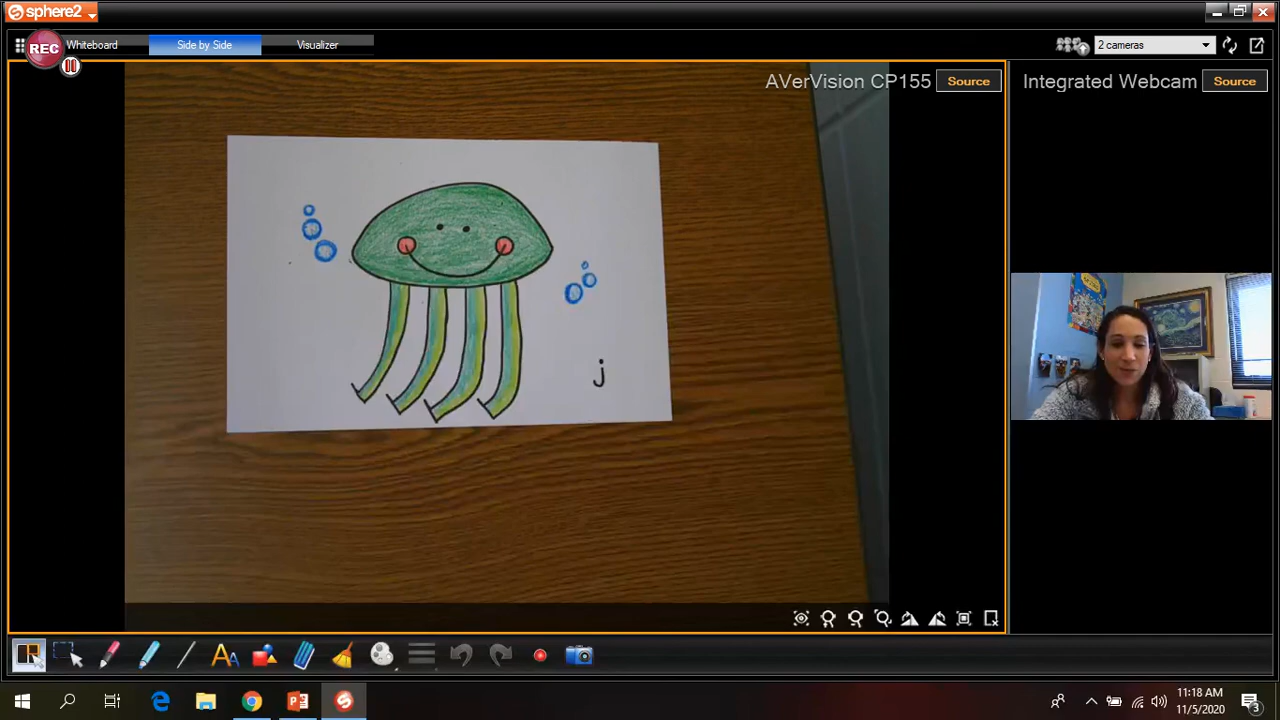 sphere2
REC
Whiteboard
Side by Side
Visualizer
2 cameras
AVerVision CP155
Source
Integrated Webcam
Source
j
11:18 AM
11/5/2020
3